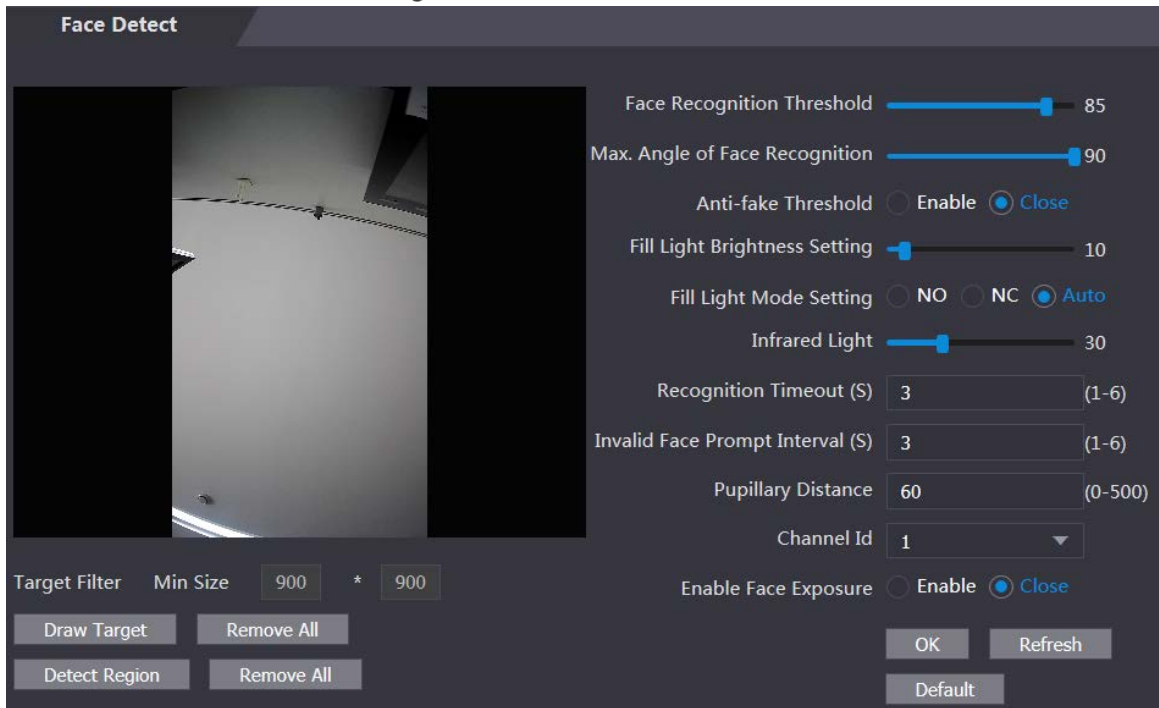 Face Detect
Face Recognition Threshold 85
Max. Angle of Face Recognition 90
Anti-fake Threshold Enable Close
Fill Light Brightness Setting 10
Fill Light Mode Setting NO NC Auto
Infrared Light 30
Recognition Timeout (S) 3 (1-6)
Invalid Face Prompt Interval (S) 3 (1-6)
Pupillary Distance 60 (0-500)
Channel Id 1
Enable Face Exposure Enable Close
OK Refresh
Default
Target Filter Min Size 900 * 900
Draw Target Remove All
Detect Region Remove All